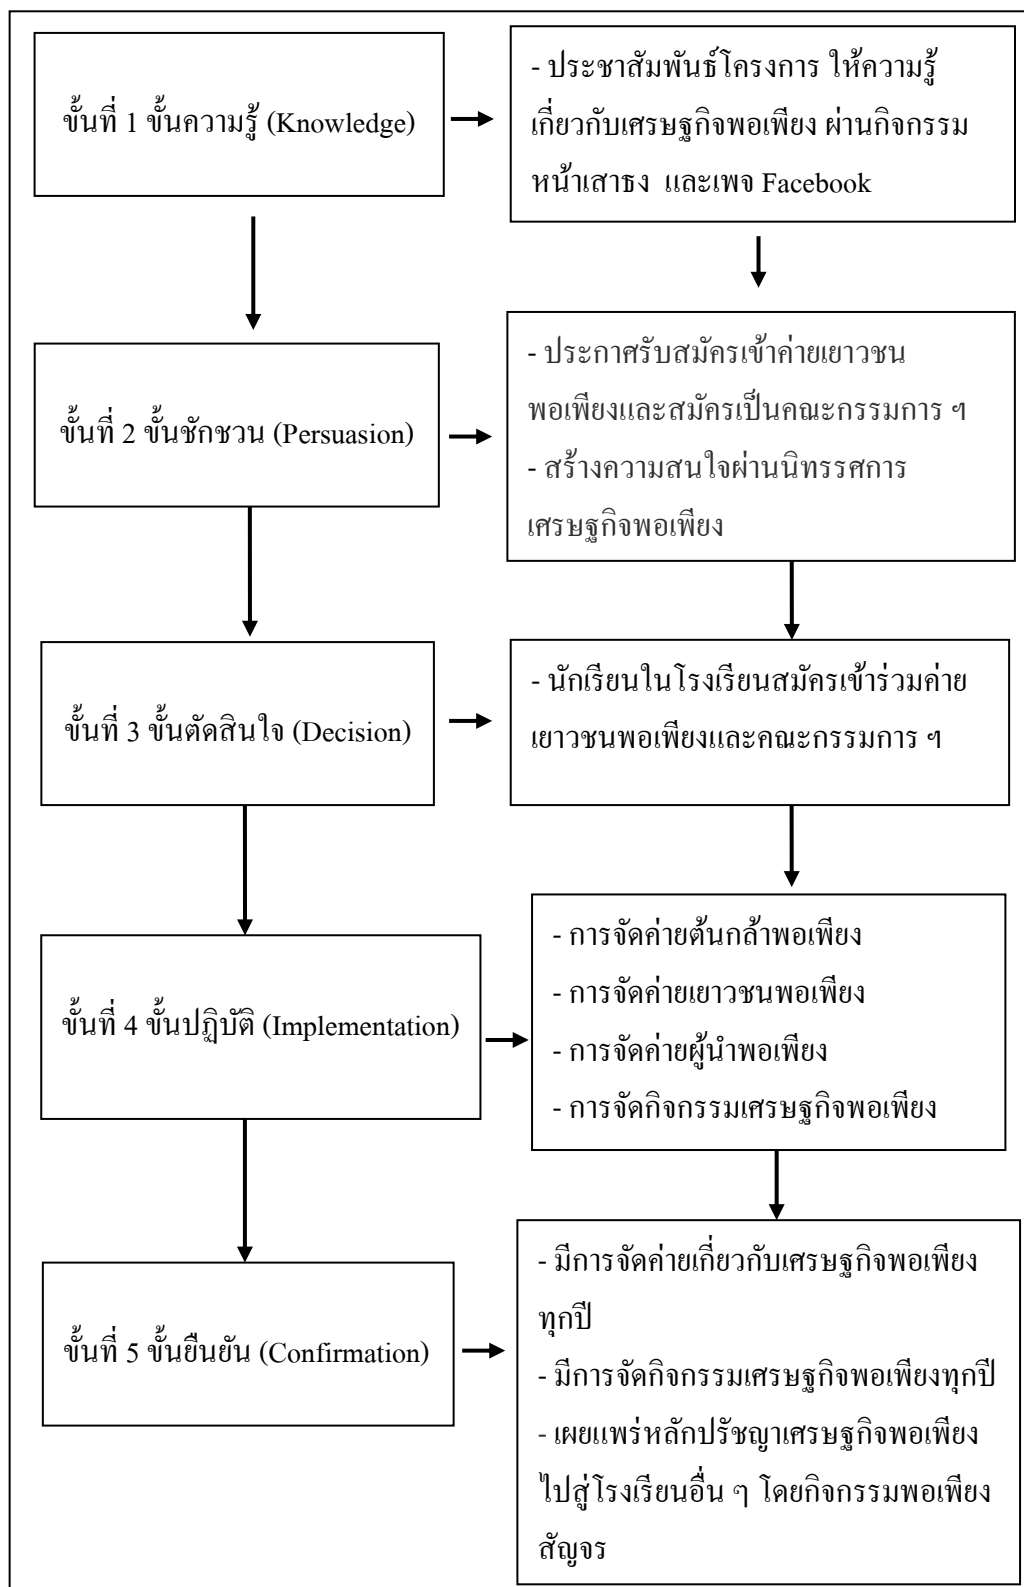 ขั้นที่ 1 ขั้นความรู้ (Knowledge)
- ประชาสัมพันธ์โครงการ ให้ความรู้
เกี่ยวกับเศรษฐกิจพอเพียง ผ่านกิจกรรม
หน้าเสาธง และเพจ Facebook
ขั้นที่ 2 ขั้นชักชวน (Persuasion)
- ประกาศรับสมัครเข้าค่ายเยาวชน
พอเพียงและสมัครเป็นคณะกรรมการ ฯ
- สร้างความสนใจผ่านนิทรรศการ
เศรษฐกิจพอเพียง
ขั้นที่ 3 ขั้นตัดสินใจ (Decision)
- นักเรียนในโรงเรียนสมัครเข้าร่วมค่าย
เยาวชนพอเพียงและคณะกรรมการ ฯ
ขั้นที่ 4 ขั้นปฏิบัติ (Implementation)
- การจัดค่ายต้นกล้าพอเพียง
- การจัดค่ายเยาวชนพอเพียง
- การจัดค่ายผู้นำพอเพียง
- การจัดกิจกรรมเศรษฐกิจพอเพียง
ขั้นที่ 5 ขั้นยืนยัน (Confirmation)
- มีการจัดค่ายเกี่ยวกับเศรษฐกิจพอเพียง
ทุกปี
- มีการจัดกิจกรรมเศรษฐกิจพอเพียงทุกปี
- เผยแพร่หลักปรัชญาเศรษฐกิจพอเพียง
ไปสู่โรงเรียนอื่น ๆ โดยกิจกรรมพอเพียง
สัญจร